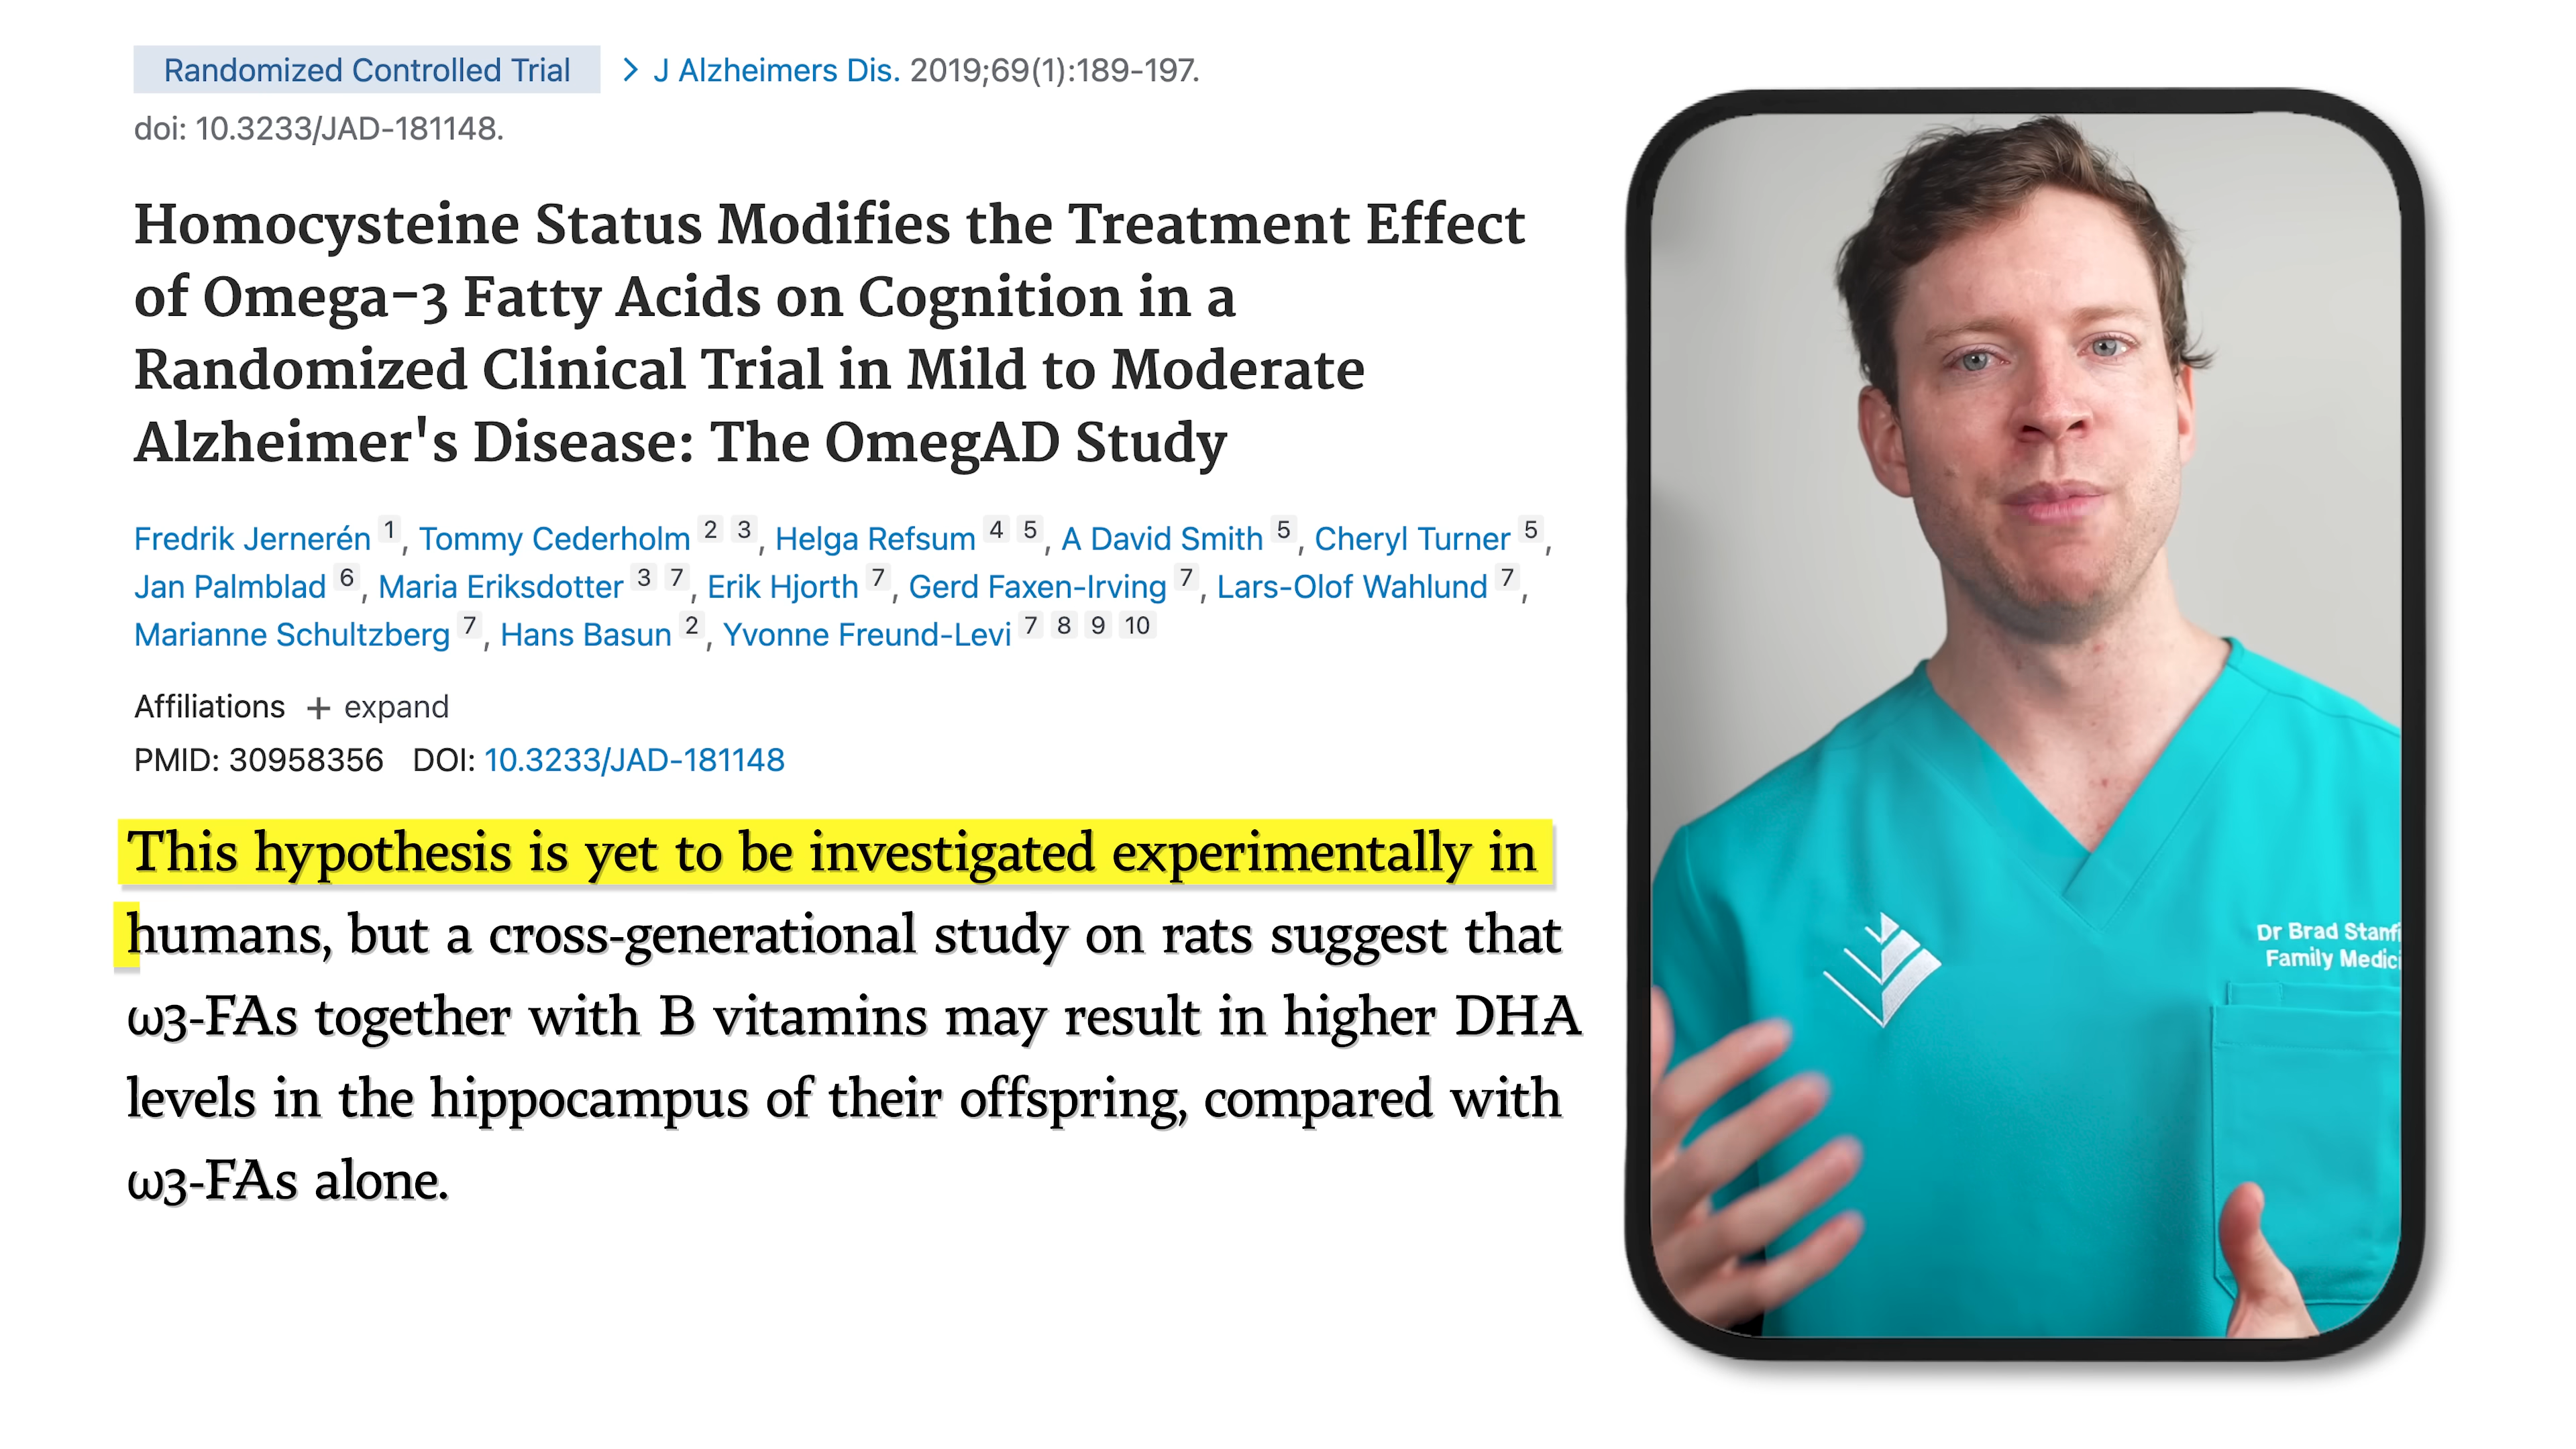 Randomized Controlled Trial > J Alzheimers Dis. 2019;69(1):189-197.
doi: 10.3233/JAD-181148.
Homocysteine Status Modifies the Treatment Effect
of Omega-3 Fatty Acids on Cognition in a
Randomized Clinical Trial in Mild to Moderate
Alzheimer's Disease: The OmegAD Study
Fredrik Jernerén 1, Tommy Cederholm 2 3, Helga Refsum 4 5, A David Smith 5, Cheryl Turner 5,
Jan Palmblad 6, Maria Eriksdotter 3 7, Erik Hjorth 7, Gerd Faxen-Irving 7, Lars-Olof Wahlund 7,
Marianne Schultzberg 7, Hans Basun 2, Yvonne Freund-Levi 7 8 9 10
Affiliations + expand
PMID: 30958356 DOI: 10.3233/JAD-181148
This hypothesis is yet to be investigated experimentally in
humans, but a cross-generational study on rats suggest that
ω3-FAs together with B vitamins may result in higher DHA
levels in the hippocampus of their offspring, compared with
ω3-FAs alone.
Dr Brad Stanfi
Family Medici